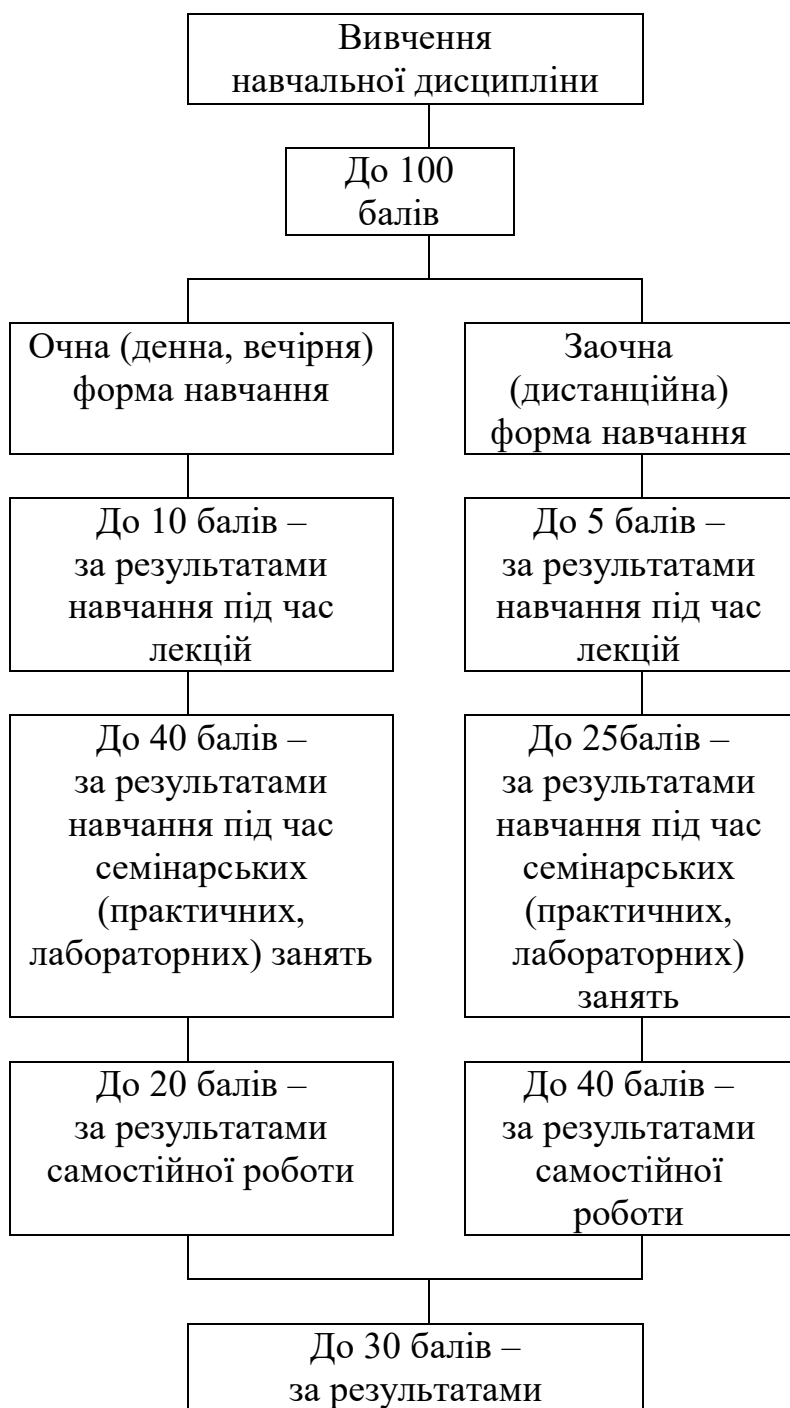 Вивчення
навчальної дисципліни
До 100
балів
Очна (денна, вечірня)
форма навчання
Заочна
(дистанційна)
форма навчання
До 10 балів –
за результатами
навчання під час
лекцій
До 5 балів –
за результатами
навчання під час
лекцій
До 40 балів –
за результатами
навчання під час
семінарських
(практичних,
лабораторних) занять
До 25балів –
за результатами
навчання під час
семінарських
(практичних,
лабораторних)
занять
До 20 балів –
за результатами
самостійної роботи
До 40 балів –
за результатами
самостійної
роботи
До 30 балів –
за результатами